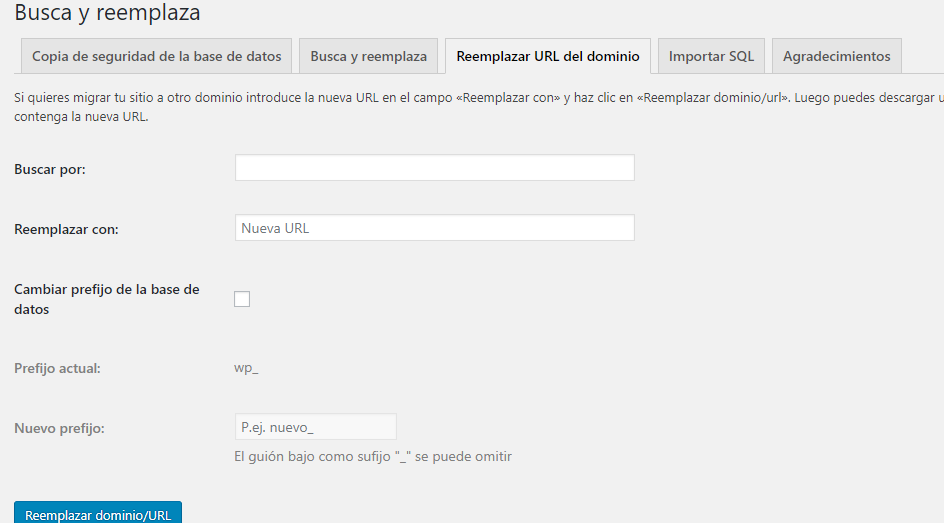 Busca y reemplaza
Copia de seguridad de la base de datos
Busca y reemplaza
Reemplazar URL del dominio
Importar SQL
Agradecimientos
Si quieres migrar tu sitio a otro dominio introduce la nueva URL en el campo «Reemplazar con» y haz clic en «Reemplazar dominio/url». Luego puedes descargar u
contenga la nueva URL.
Buscar por:
Reemplazar con:
Nueva URL
Cambiar prefijo de la base de
datos
Prefijo actual:
wp_
Nuevo prefijo:
P.ej. nuevo_
El guión bajo como sufijo "_" se puede omitir
Reemplazar dominio/URL